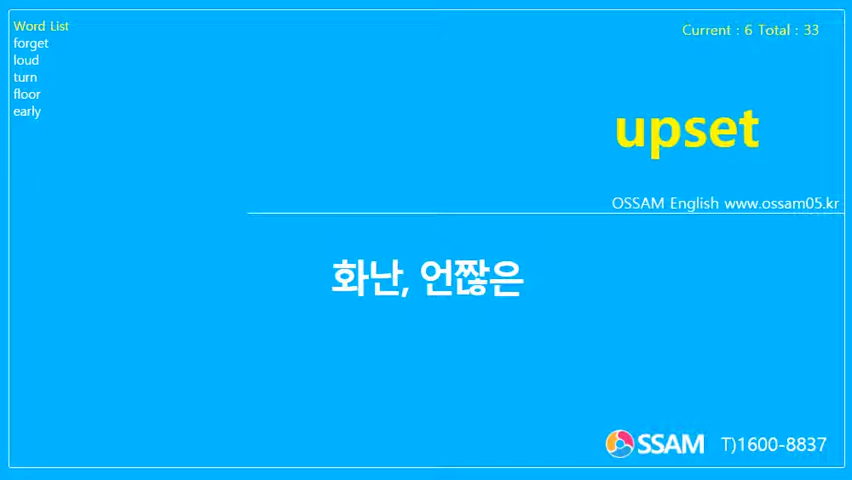 Word List
forget
loud
turn
floor
early
Current : 6 Total : 33
upset
OSSAM English www.ossam05.kr
화난, 언짢은
OSSAM T)1600-8837